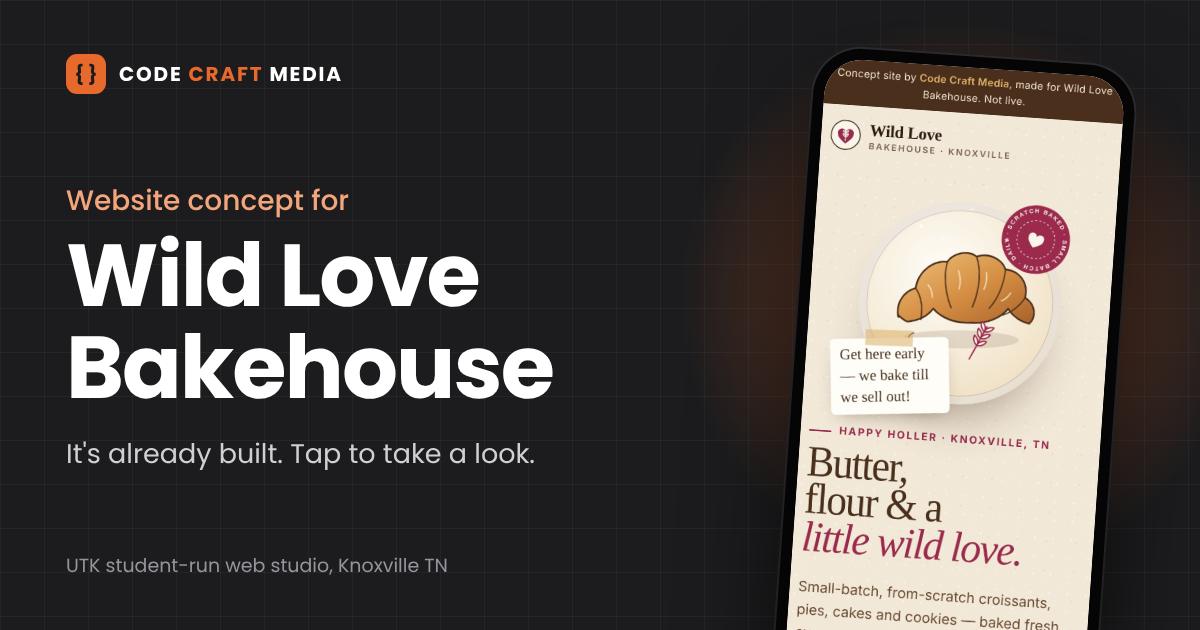 { } CODE CRAFT MEDIA
Website concept for
Wild Love
Bakehouse
It's already built. Tap to take a look.
UTK student-run web studio, Knoxville TN
Concept site by Code Craft Media, made for Wild Love
Bakehouse. Not live.
Wild Love
BAKEHOUSE · KNOXVILLE
SCRATCH BAKED · SMALL BATCH · DAILY
Get here early
— we bake till
we sell out!
HAPPY HOLLER · KNOXVILLE, TN
Butter,
flour & a
little wild love.
Small-batch, from-scratch croissants,
pies, cakes and cookies — baked fresh